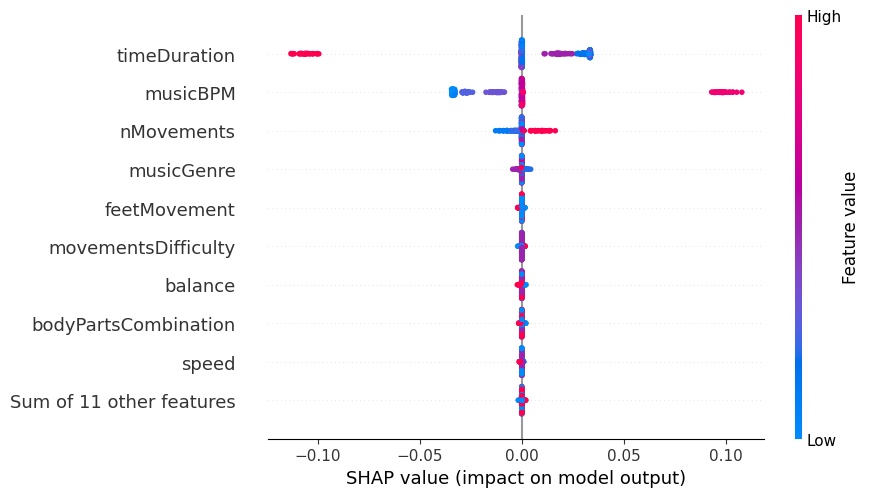 High
timeDuration
musicBPM
nMovements
musicGenre
feetMovement
movementsDifficulty
balance
bodyPartsCombination
speed
Sum of 11 other features
Feature value
Low
−0.10 −0.05 0.00 0.05 0.10
SHAP value (impact on model output)